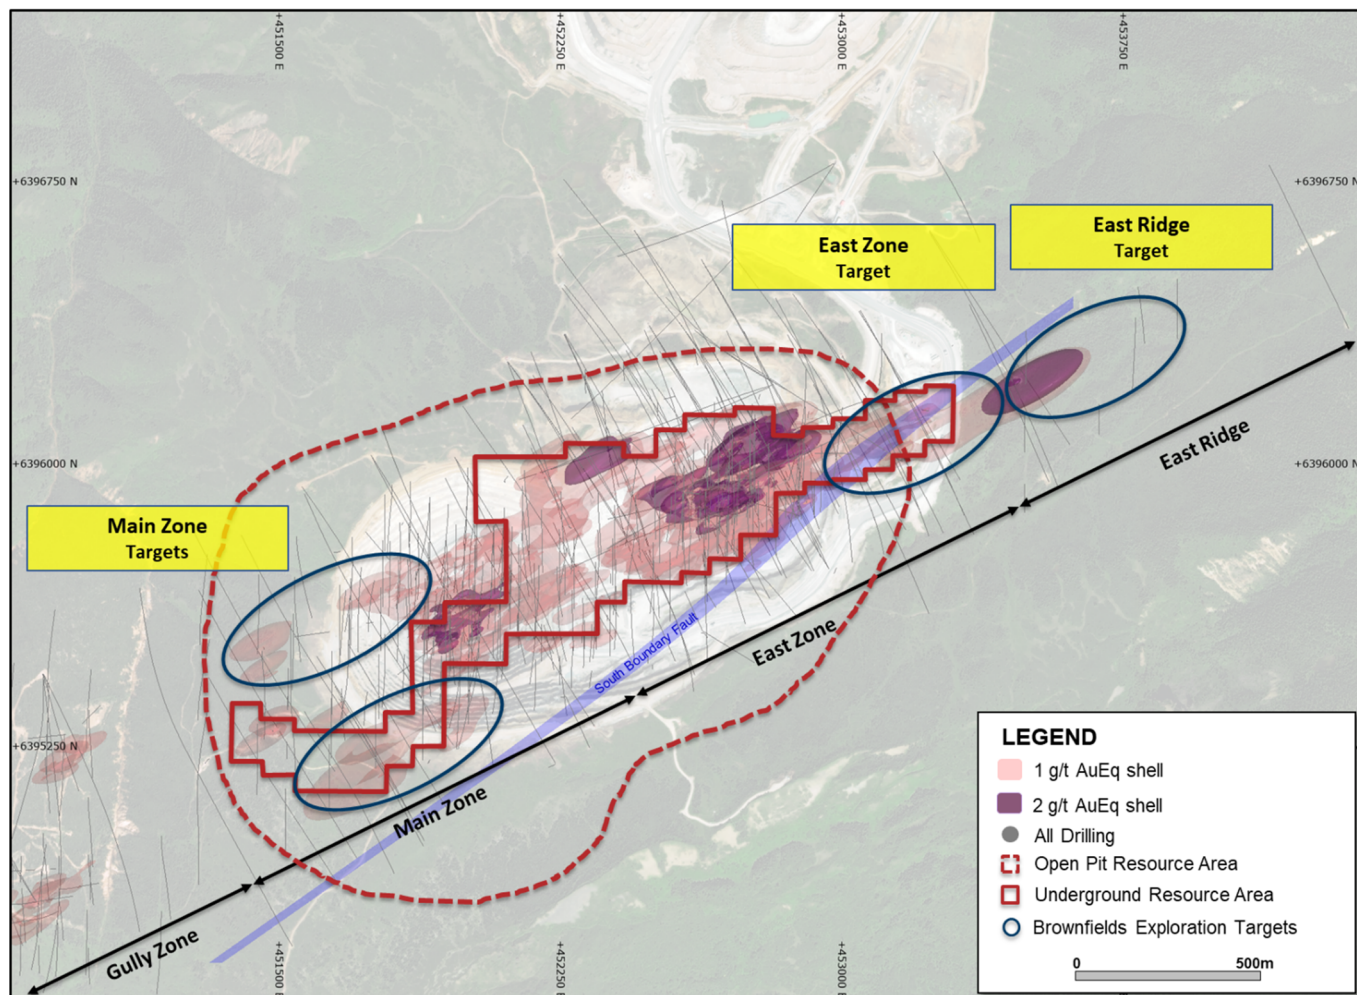 +451500 E
+452250 E
+453000 E
+453750 E
+6396750 N
+6396750 N
East Ridge
Target
East Zone
Target
+6396000 N
+6396000 N
East Ridge
Main Zone
Targets
South Boundary Fault
East Zone
+6395250 N
Main Zone
Gully Zone
+451500 E
+452250 E
+453000 E
LEGEND
1 g/t AuEq shell
2 g/t AuEq shell
All Drilling
Open Pit Resource Area
Underground Resource Area
Brownfields Exploration Targets
0 500m